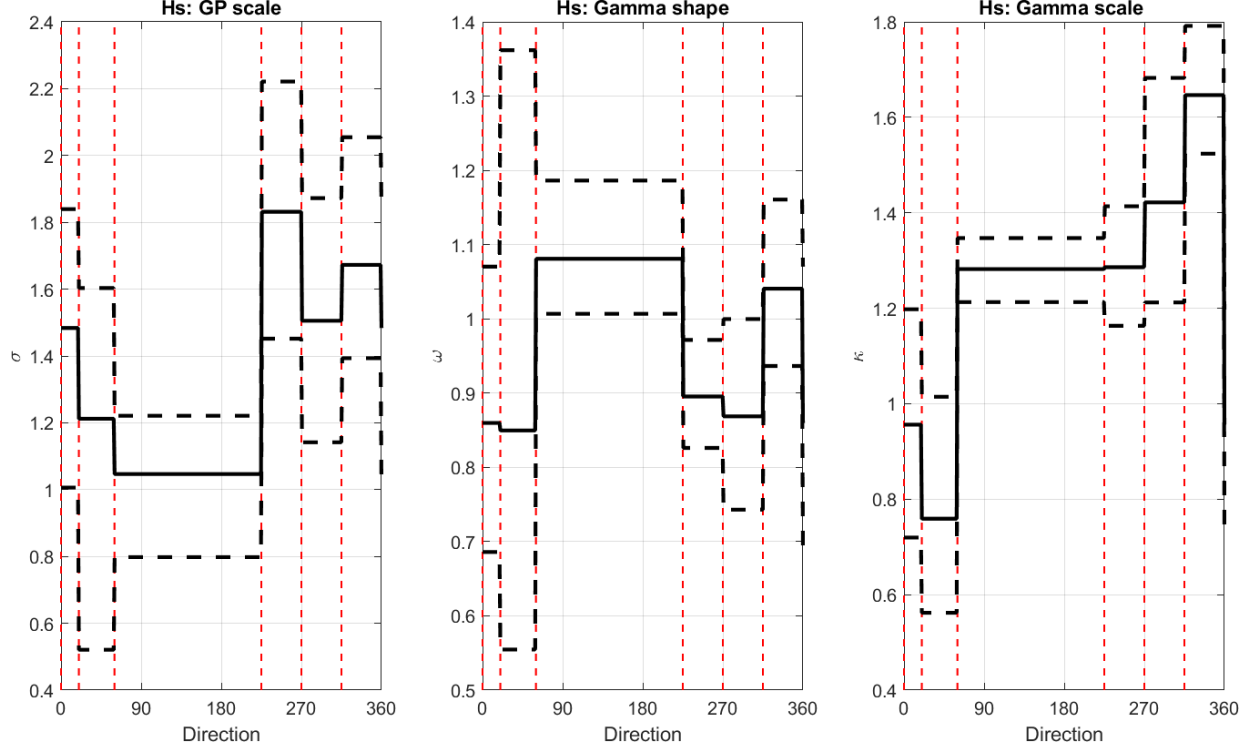 Hs: GP scale
2.4
2.2
2
1.8
1.6
1.4
1.2
1
0.8
0.6
0.4
σ
0 90 180 270 360
Direction
Hs: Gamma shape
1.4
1.3
1.2
1.1
1
0.9
0.8
0.7
0.6
0.5
ω
0 90 180 270 360
Direction
Hs: Gamma scale
1.8
1.6
1.4
1.2
1
0.8
0.6
0.4
κ
0 90 180 270 360
Direction